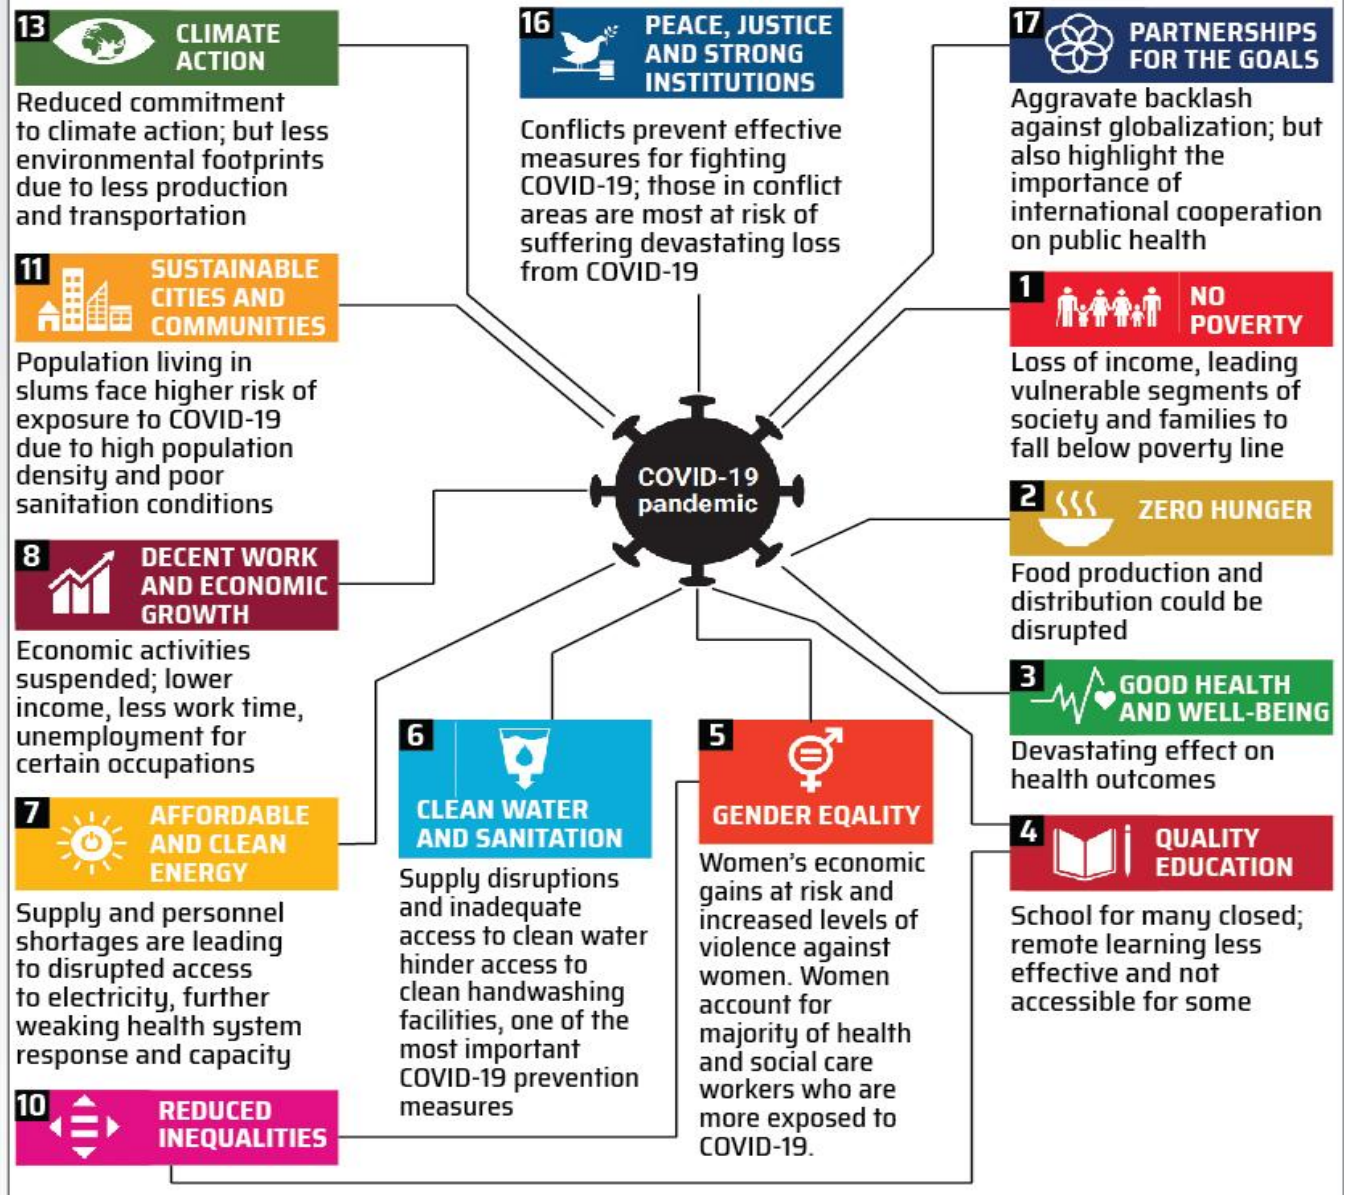 13
CLIMATE
ACTION
Reduced commitment
to climate action; but less
environmental footprints
due to less production
and transportation
11
SUSTAINABLE
CITIES AND
COMMUNITIES
Population living in
slums face higher risk of
exposure to COVID-19
due to high population
density and poor
sanitation conditions
8
DECENT WORK
AND ECONOMIC
GROWTH
Economic activities
suspended; lower
income, less work time,
unemployment for
certain occupations
7
AFFORDABLE
AND CLEAN
ENERGY
Supply and personnel
shortages are leading
to disrupted access
to electricity, further
weaking health system
response and capacity
10
REDUCED
INEQUALITIES
16
PEACE, JUSTICE
AND STRONG
INSTITUTIONS
Conflicts prevent effective
measures for fighting
COVID-19; those in conflict
areas are most at risk of
suffering devastating loss
from COVID-19
COVID-19
pandemic
6
CLEAN WATER
AND SANITATION
Supply disruptions
and inadequate
access to clean water
hinder access to
clean handwashing
facilities, one of the
most important
COVID-19 prevention
measures
5
GENDER EQALITY
Women's economic
gains at risk and
increased levels of
violence against
women. Women
account for
majority of health
and social care
workers who are
more exposed to
COVID-19.
17
PARTNERSHIPS
FOR THE GOALS
Aggravate backlash
against globalization; but
also highlight the
importance of
international cooperation
on public health
1
NO
POVERTY
Loss of income, leading
vulnerable segments of
society and families to
fall below poverty line
2
ZERO HUNGER
Food production and
distribution could be
disrupted
3
GOOD HEALTH
AND WELL-BEING
Devastating effect on
health outcomes
4
QUALITY
EDUCATION
School for many closed;
remote learning less
effective and not
accessible for some